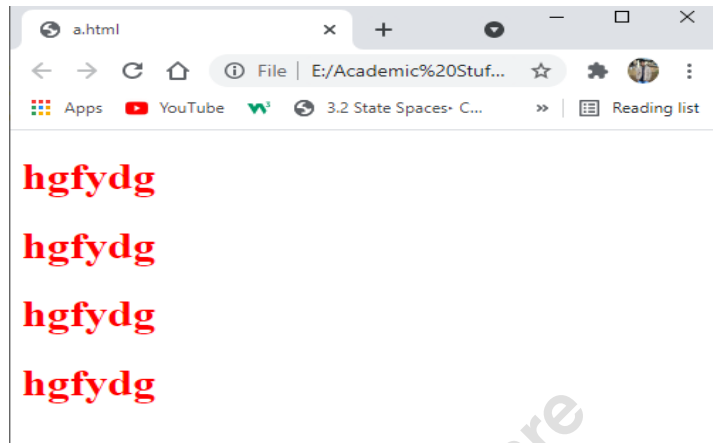 a.html
File | E:/Academic%20Stuf...
Apps YouTube 3.2 State Spaces· C... » Reading list
hgfydg
hgfydg
hgfydg
hgfydg